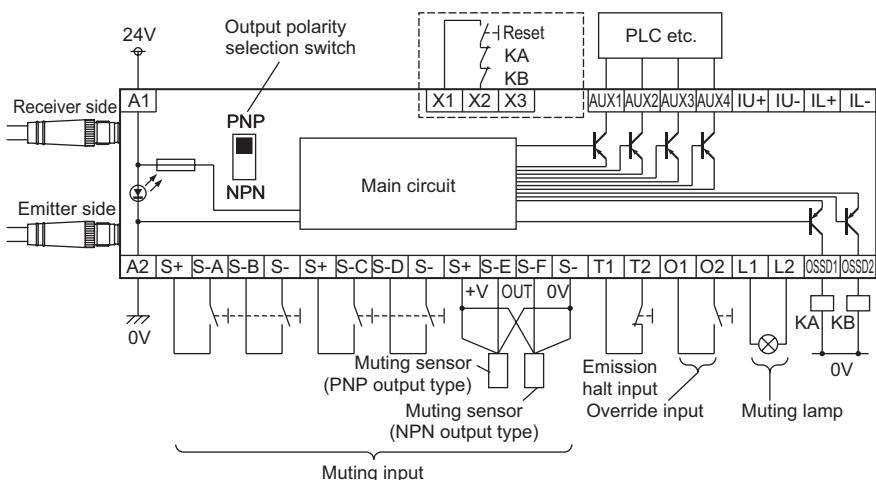 Output polarity
selection switch
24V
Reset
KA
KB
PLC etc.
A1
X1 X2 X3
AUX1 AUX2 AUX3 AUX4 IU+ IU- IL+ IL-
Receiver side
PNP
NPN
Main circuit
Emitter side
A2 S+ S-A S-B S- S+ S-C S-D S- S+ S-E S-F S- T1 T2 O1 O2 L1 L2 OSSD1 OSSD2
+V OUT 0V
0V
KA KB
0V
Muting sensor
(PNP output type)
Muting sensor
(NPN output type)
Emission
halt input
Override input
Muting lamp
Muting input